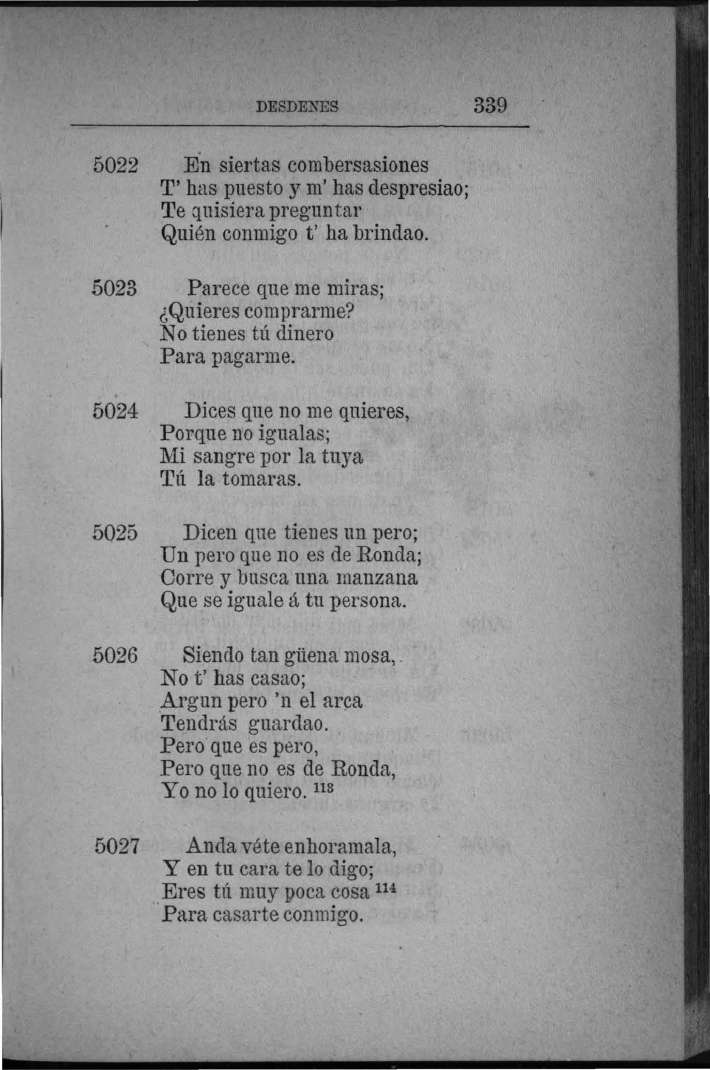 DESDENES 339
5022 En siertas combersasiones
T' has puesto y m' has despresiao;
Te quisiera preguntar
Quién conmigo t' ha brindao.
5023 Parece que me miras;
¿Quieres comprarme?
No tienes tú dinero
Para pagarme.
5024 Dices que no me quieres,
Porque no igualas;
Mi sangre por la tuya
Tú la tomaras.
5025 Dicen que tienes un pero;
Un pero que no es de Ronda;
Corre y busca una manzana
Que se iguale á tu persona.
5026 Siendo tan güena mosa,
No t' has casao;
Argun pero 'n el arca
Tendrás guardao.
Pero que es pero,
Pero que no es de Ronda,
Yo no lo quiero. 113
5027 Anda véte enhoramala,
Y en tu cara te lo digo;
Eres tú muy poca cosa 114
Para casarte conmigo.